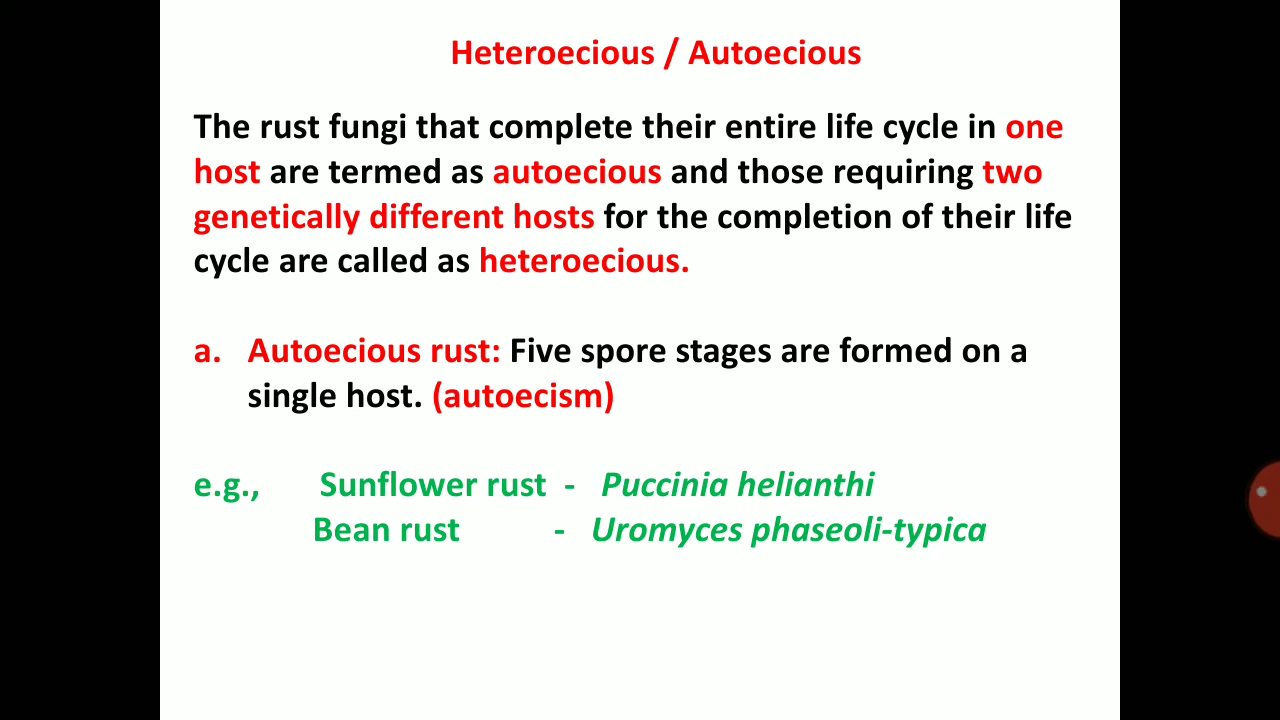 Heteroecious / Autoecious
The rust fungi that complete their entire life cycle in one
host are termed as autoecious and those requiring two
genetically different hosts for the completion of their life
cycle are called as heteroecious.
a. Autoecious rust: Five spore stages are formed on a
single host. (autoecism)
e.g., Sunflower rust - Puccinia helianthi
Bean rust - Uromyces phaseoli-typica